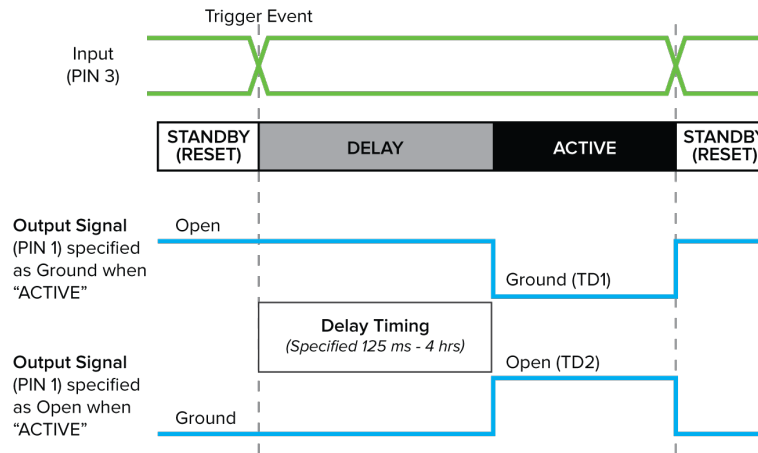 Trigger Event
Input
(PIN 3)
STANDBY
(RESET)
DELAY
ACTIVE
STANDBY
(RESET)
Output Signal
(PIN 1) specified
as Ground when
“ACTIVE”
Open
Ground (TD1)
Delay Timing
(Specified 125 ms - 4 hrs)
Output Signal
(PIN 1) specified
as Open when
“ACTIVE”
Open (TD2)
Ground